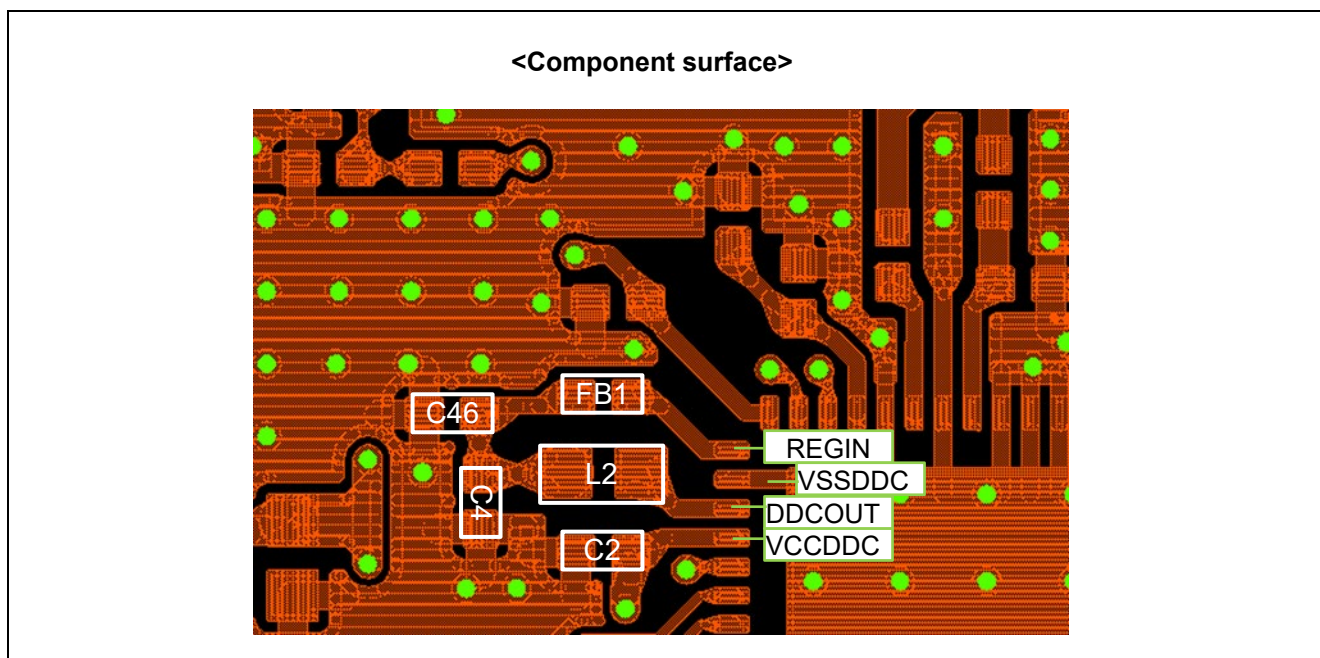 <Component surface>
FB1
C46
REGIN
L2
VSSDDC
C4
DDCOUT
C2
VCCDDC